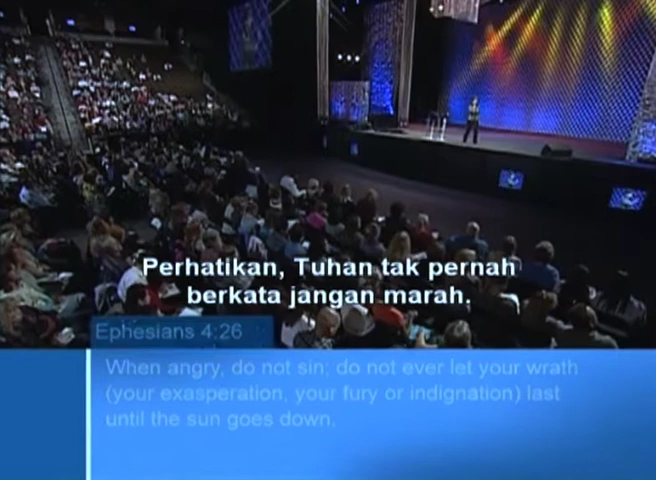 Perhatikan, Tuhan tak pernah
berkata jangan marah.
Ephesians 4:26
When angry, do not sin; do not ever let your wrath
(your exasperation, your fury or indignation) last
until the sun goes down.